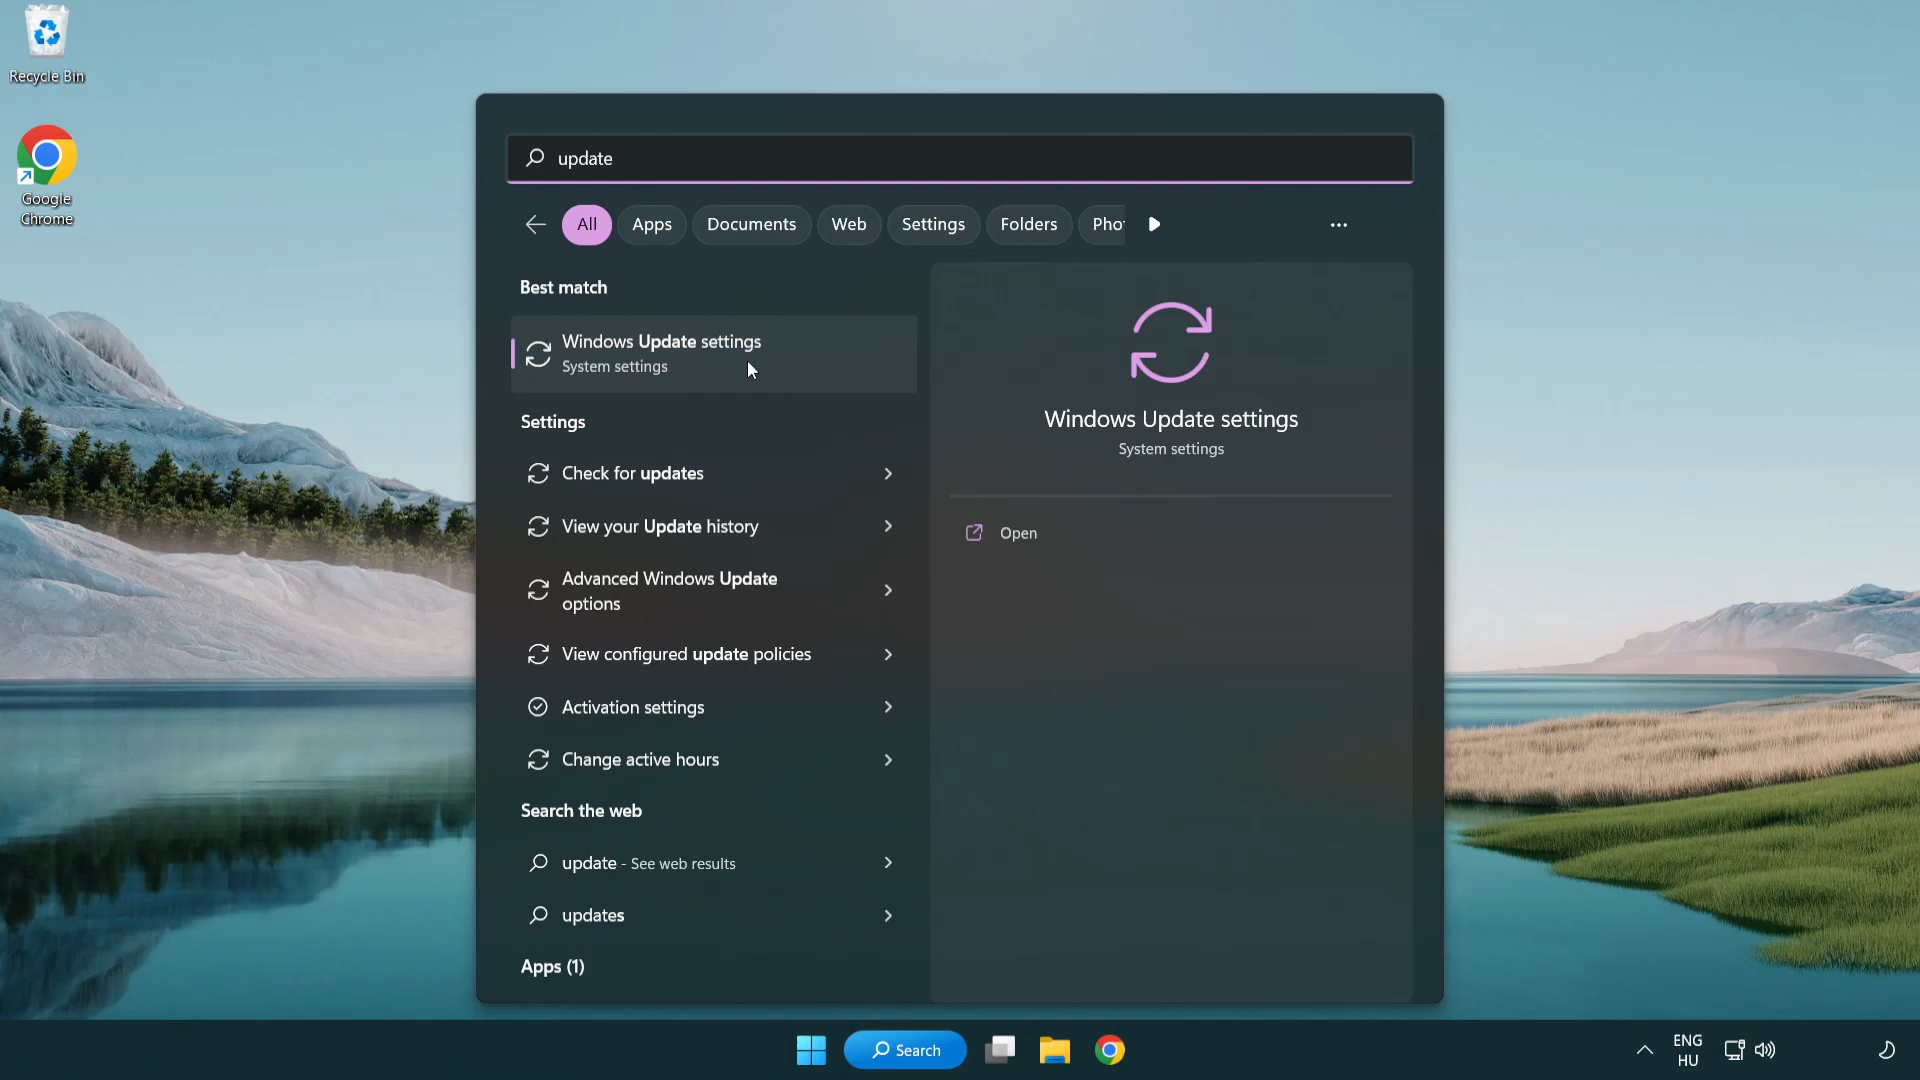 Recycle Bin
Google
Chrome
update
All
Apps
Documents
Web
Settings
Folders
Pho
Best match
Windows Update settings
System settings
Settings
Check for updates
View your Update history
Advanced Windows Update
options
View configured update policies
Activation settings
Change active hours
Search the web
update - See web results
updates
Apps (1)
Windows Update settings
System settings
Open
Search
ENG
HU